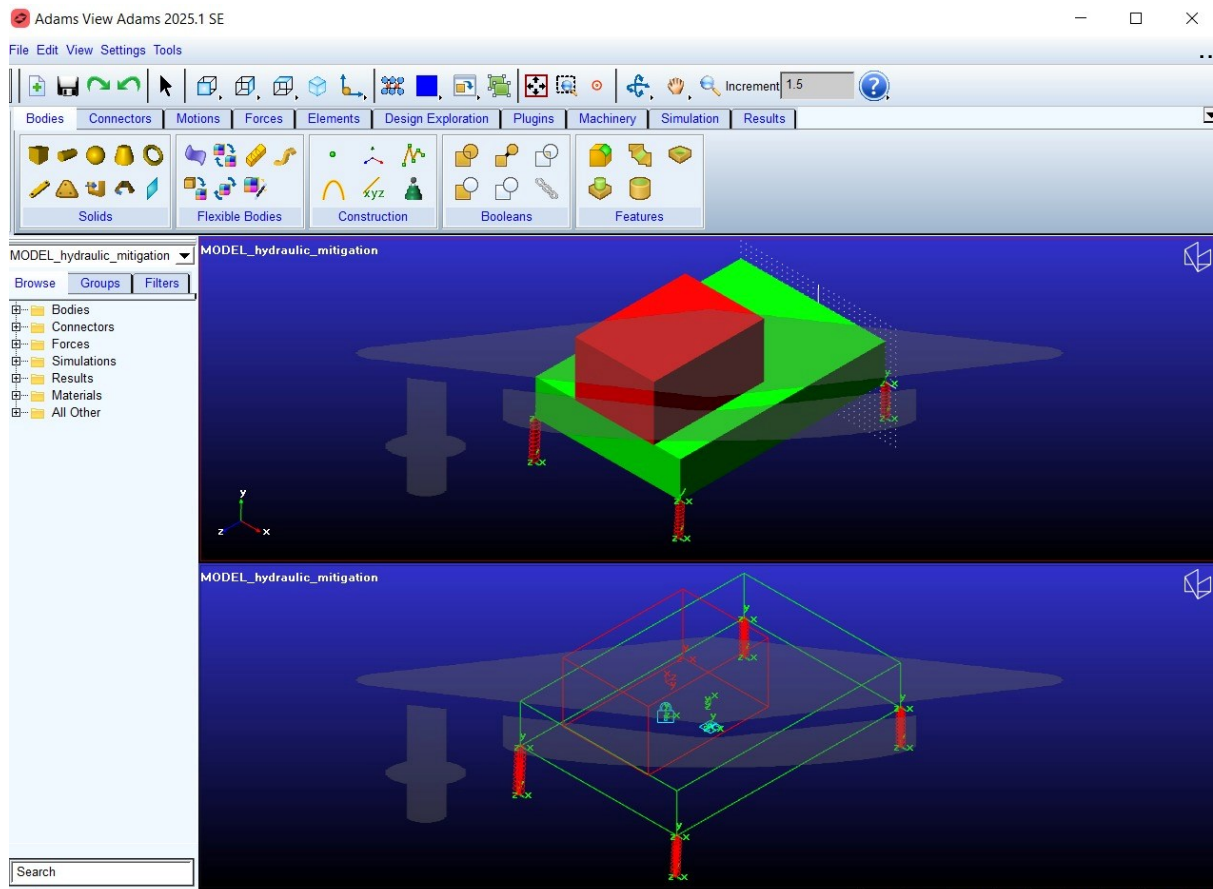 Adams View Adams 2025.1 SE
File Edit View Settings Tools
Increment 1.5
Bodies Connectors Motions Forces Elements Design Exploration Plugins Machinery Simulation Results
xyz
Solids Flexible Bodies Construction Booleans Features
MODEL_hydraulic_mitigation
Browse Groups Filters
Bodies
Connectors
Forces
Simulations
Results
Materials
All Other
Search
MODEL_hydraulic_mitigation
y
z x
MODEL_hydraulic_mitigation